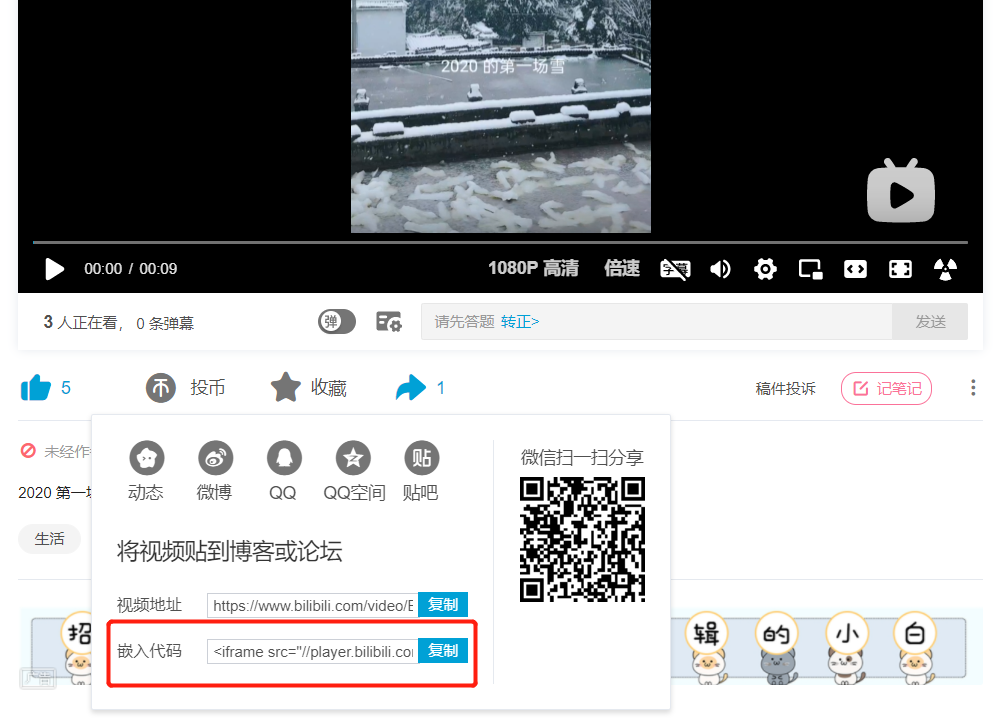 2020 的第一场雪
00:00 / 00:09
1080P 高清
倍速
字幕
3 人正在看， 0 条弹幕
弹
请先答题 转正>
发送
5
投币
收藏
1
稿件投诉
记笔记
未经作
2020 第一场
生活
动态
微博
QQ
QQ空间
贴
贴吧
微信扫一扫分享
将视频贴到博客或论坛
视频地址
https://www.bilibili.com/video/B
复制
嵌入代码
<iframe src="//player.bilibili.co
复制
招
辑 的 小 白
广告